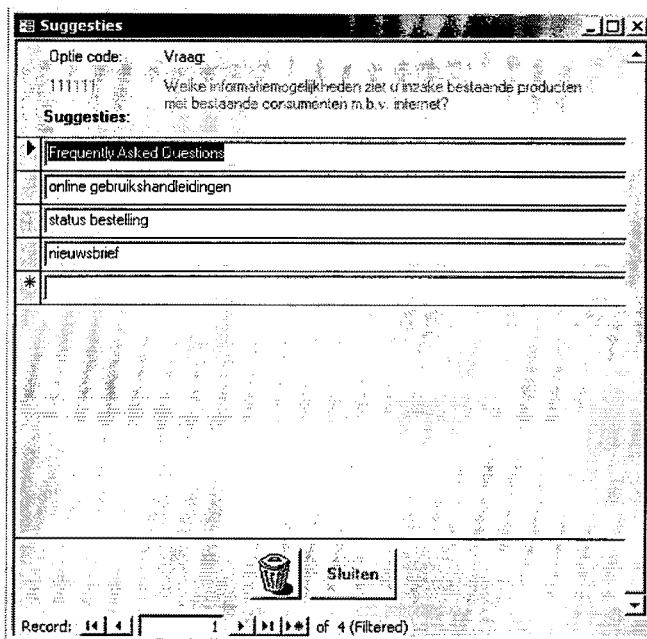 Suggesties
Optie code: Vraag:
111111 Welke informatiemogelijkheden ziet u inzake bestaande producten
met bestaande consumenten m.b.v. internet?
Suggesties:
Frequently Asked Questions
online gebruikshandleidingen
status bestelling
nieuwsbrief
*
Sluiten
Record: 1 of 4 (Filtered)